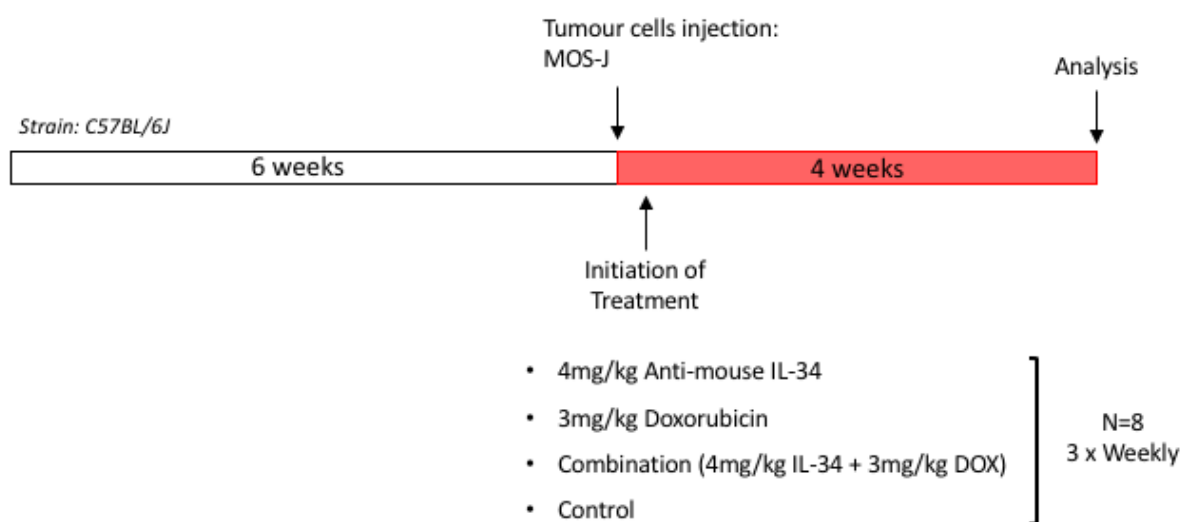 Tumour cells injection:
MOS-J
Analysis
Strain: C57BL/6J
6 weeks
4 weeks
Initiation of
Treatment
• 4mg/kg Anti-mouse IL-34
• 3mg/kg Doxorubicin
• Combination (4mg/kg IL-34 + 3mg/kg DOX)
• Control
N=8
3 x Weekly